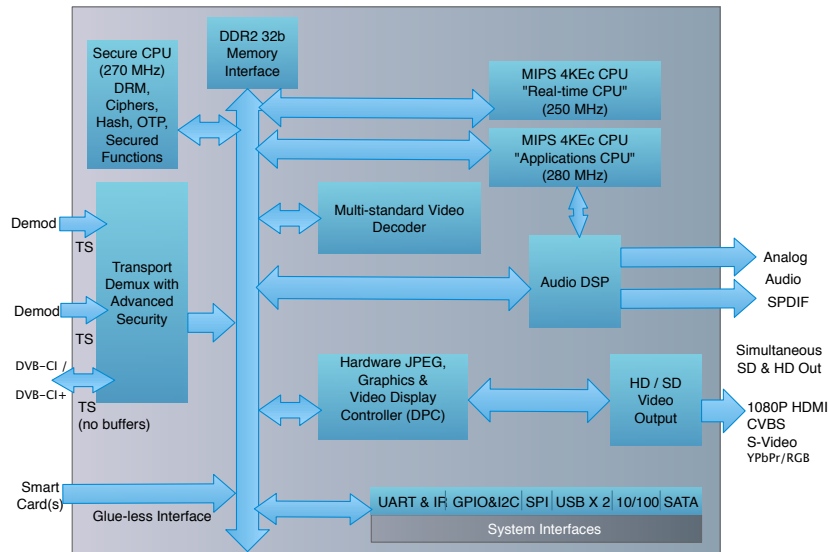 DDR2 32b
Memory
Interface
Secure CPU
(270 MHz)
DRM,
Ciphers,
Hash, OTP,
Secured
Functions
MIPS 4KEc CPU
"Real-time CPU"
(250 MHz)
MIPS 4KEc CPU
"Applications CPU"
(280 MHz)
Demod
TS
Transport
Demux with
Advanced
Security
Multi-standard Video
Decoder
Audio DSP
Analog
Audio
SPDIF
Demod
TS
DVB-CI /
DVB-CI+
TS
(no buffers)
Hardware JPEG,
Graphics &
Video Display
Controller (DPC)
HD / SD
Video
Output
Simultaneous
SD & HD Out
1080P HDMI
CVBS
S-Video
YPbPr/RGB
Smart
Card(s)
Glue-less Interface
UART & IR GPIO&I2C SPI USB X 2 10/100 SATA
System Interfaces